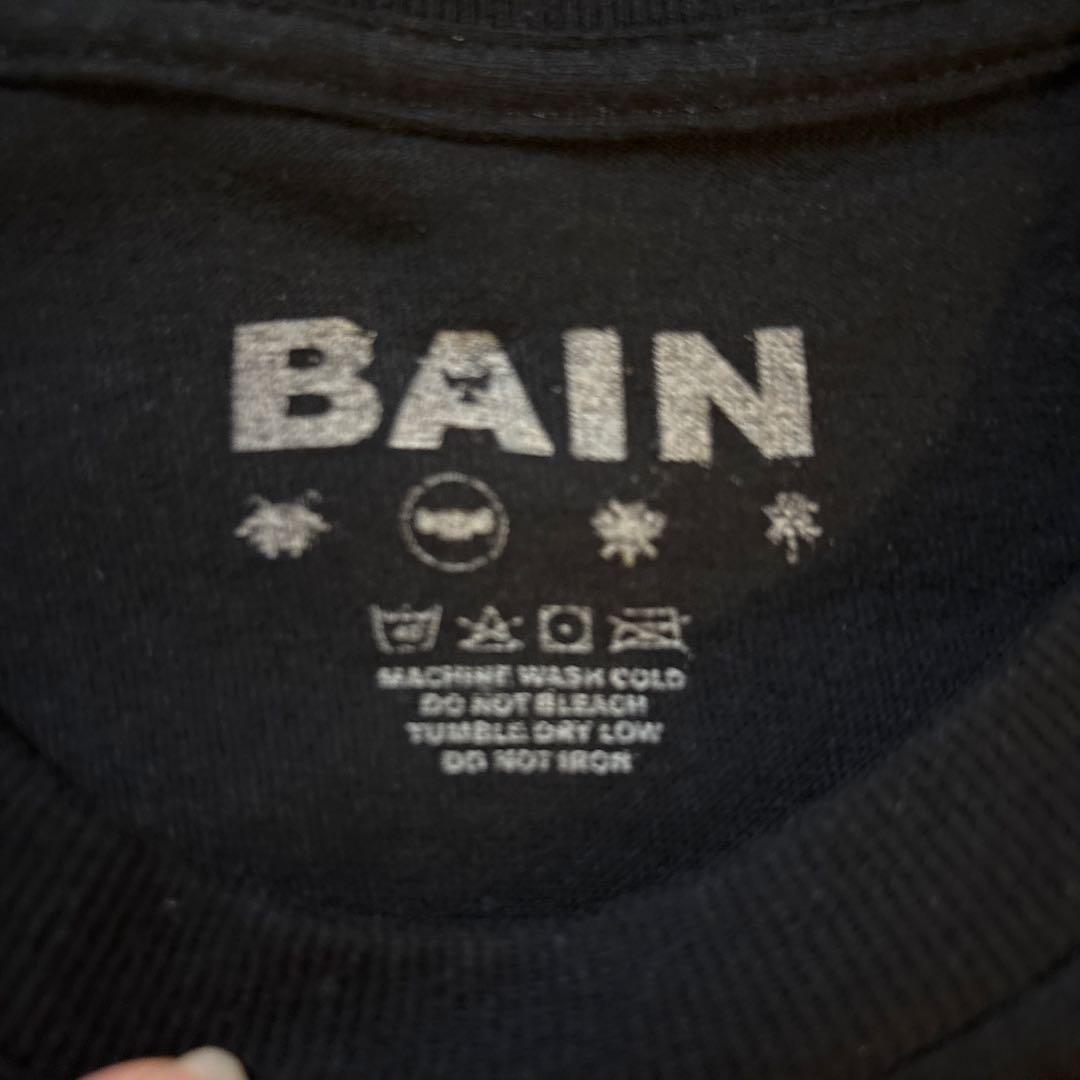 BAIN
MACHINE WASH COLD
DO NOT BLEACH
TUMBLE DRY LOW
DO NOT IRON